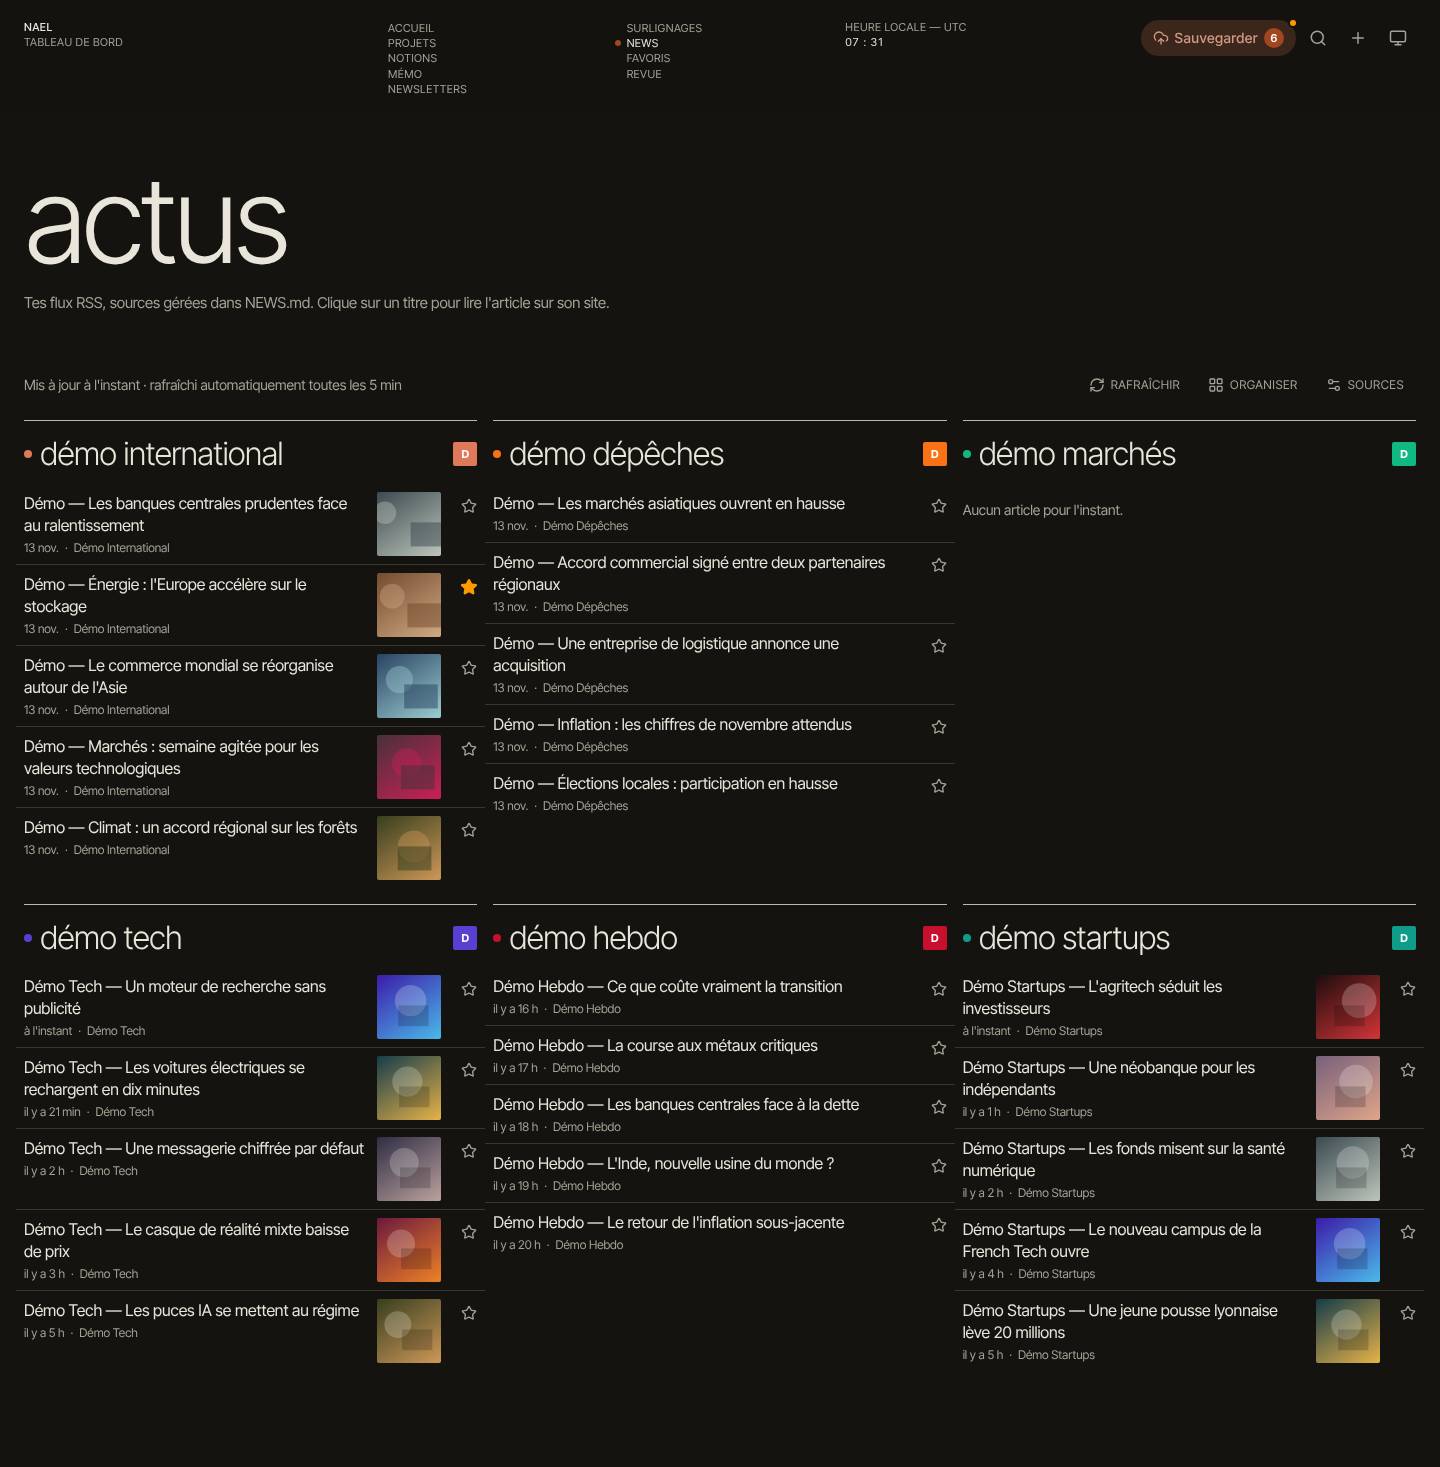 NAEL
TABLEAU DE BORD
ACCUEIL
PROJETS
NOTIONS
MÉMO
NEWSLETTERS
SURLIGNAGES
NEWS
FAVORIS
REVUE
HEURE LOCALE — UTC
07 : 31
Sauvegarder 6
actus
Tes flux RSS, sources gérées dans NEWS.md. Clique sur un titre pour lire l'article sur son site.
Mis à jour à l'instant · rafraîchi automatiquement toutes les 5 min
RAFRAÎCHIR
ORGANISER
SOURCES
démo international
D
Démo — Les banques centrales prudentes face
au ralentissement
13 nov. · Démo International
Démo — Énergie : l'Europe accélère sur le
stockage
13 nov. · Démo International
Démo — Le commerce mondial se réorganise
autour de l'Asie
13 nov. · Démo International
Démo — Marchés : semaine agitée pour les
valeurs technologiques
13 nov. · Démo International
Démo — Climat : un accord régional sur les forêts
13 nov. · Démo International
démo dépêches
D
Démo — Les marchés asiatiques ouvrent en hausse
13 nov. · Démo Dépêches
Démo — Accord commercial signé entre deux partenaires
régionaux
13 nov. · Démo Dépêches
Démo — Une entreprise de logistique annonce une
acquisition
13 nov. · Démo Dépêches
Démo — Inflation : les chiffres de novembre attendus
13 nov. · Démo Dépêches
Démo — Élections locales : participation en hausse
13 nov. · Démo Dépêches
démo marchés
D
Aucun article pour l'instant.
démo tech
D
Démo Tech — Un moteur de recherche sans
publicité
à l'instant · Démo Tech
Démo Tech — Les voitures électriques se
rechargent en dix minutes
il y a 21 min · Démo Tech
Démo Tech — Une messagerie chiffrée par défaut
il y a 2 h · Démo Tech
Démo Tech — Le casque de réalité mixte baisse
de prix
il y a 3 h · Démo Tech
Démo Tech — Les puces IA se mettent au régime
il y a 5 h · Démo Tech
démo hebdo
D
Démo Hebdo — Ce que coûte vraiment la transition
il y a 16 h · Démo Hebdo
Démo Hebdo — La course aux métaux critiques
il y a 17 h · Démo Hebdo
Démo Hebdo — Les banques centrales face à la dette
il y a 18 h · Démo Hebdo
Démo Hebdo — L'Inde, nouvelle usine du monde ?
il y a 19 h · Démo Hebdo
Démo Hebdo — Le retour de l'inflation sous-jacente
il y a 20 h · Démo Hebdo
démo startups
D
Démo Startups — L'agritech séduit les
investisseurs
à l'instant · Démo Startups
Démo Startups — Une néobanque pour les
indépendants
il y a 1 h · Démo Startups
Démo Startups — Les fonds misent sur la santé
numérique
il y a 2 h · Démo Startups
Démo Startups — Le nouveau campus de la
French Tech ouvre
il y a 4 h · Démo Startups
Démo Startups — Une jeune pousse lyonnaise
lève 20 millions
il y a 5 h · Démo Startups